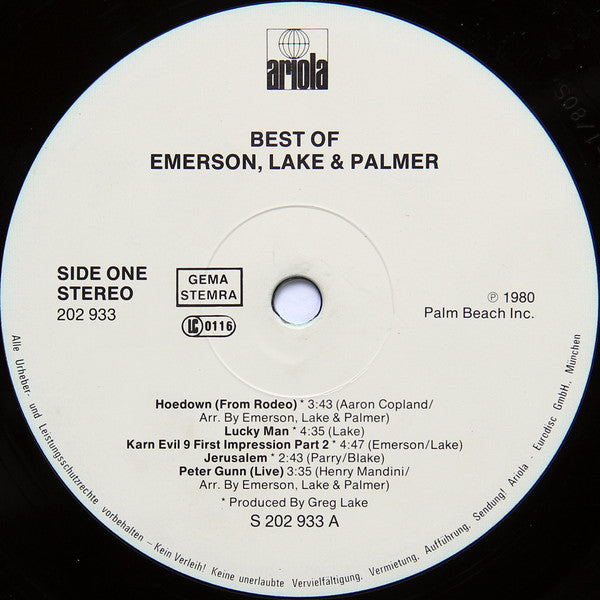 ariola
BEST OF
EMERSON, LAKE & PALMER
SIDE ONE
STEREO
202 933
GEMA
STEMRA
LC 0116
℗ 1980
Palm Beach Inc.
Hoedown (From Rodeo) * 3:43 (Aaron Copland/
Arr. By Emerson, Lake & Palmer)
Lucky Man * 4:35 (Lake)
Karn Evil 9 First Impression Part 2 * 4:47 (Emerson/Lake)
Jerusalem * 2:43 (Parry/Blake)
Peter Gunn (Live) 3:35 (Henry Mandini/
Arr. By Emerson, Lake & Palmer)
* Produced By Greg Lake
S 202 933 A
Alle Urheber- und Leistungsschutzrechte vorbehalten – Kein Verleih! Keine unerlaubte Vervielfältigung, Vermietung, Aufführung, Sendung! Ariola - Eurodisc GmbH., München